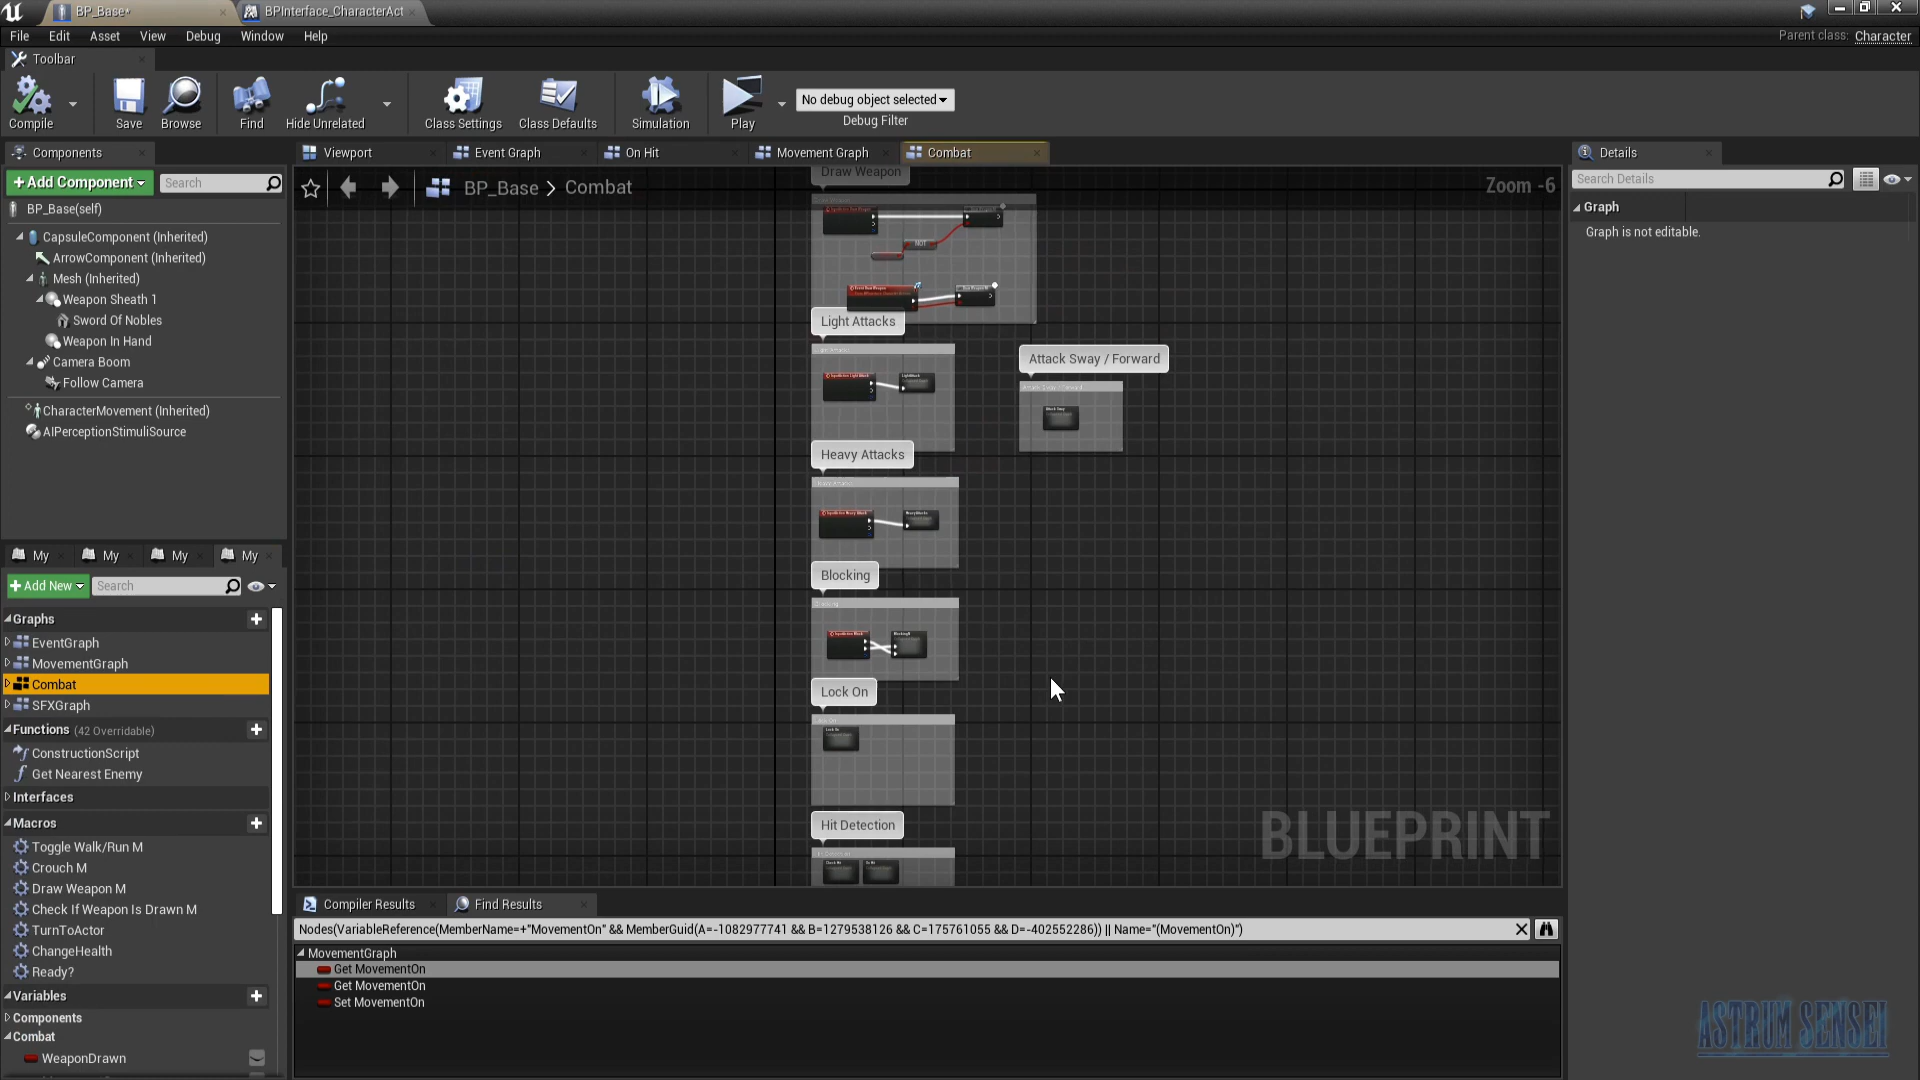 BP_Base*
BPInterface_CharacterAct
File Edit Asset View Debug Window Help
Parent class: Character
Toolbar
Compile
Save
Browse
Find
Hide Unrelated
Class Settings
Class Defaults
Simulation
Play
No debug object selected
Debug Filter
Components
+Add Component
Search
BP_Base(self)
CapsuleComponent (Inherited)
ArrowComponent (Inherited)
Mesh (Inherited)
Weapon Sheath 1
Sword Of Nobles
Weapon In Hand
Camera Boom
Follow Camera
CharacterMovement (Inherited)
AIPerceptionStimuliSource
My
My
My
My
+Add New
Search
Graphs
EventGraph
MovementGraph
Combat
SFXGraph
Functions (42 Overridable)
ConstructionScript
Get Nearest Enemy
Interfaces
Macros
Toggle Walk/Run M
Crouch M
Draw Weapon M
Check If Weapon Is Drawn M
TurnToActor
ChangeHealth
Ready?
Variables
Components
Combat
WeaponDrawn
Viewport
Event Graph
On Hit
Movement Graph
Combat
BP_Base > Combat
Zoom -6
Draw Weapon
NOT
Light Attacks
Attack Sway / Forward
Heavy Attacks
Blocking
Lock On
Hit Detection
BLUEPRINT
Compiler Results
Find Results
Nodes(VariableReference(MemberName=+"MovementOn" && MemberGuid(A=-1082977741 && B=1279538126 && C=175761055 && D=-402552286)) || Name="(MovementOn)")
MovementGraph
Get MovementOn
Get MovementOn
Set MovementOn
Details
Search Details
Graph
Graph is not editable.
ASTRUM SENSEI